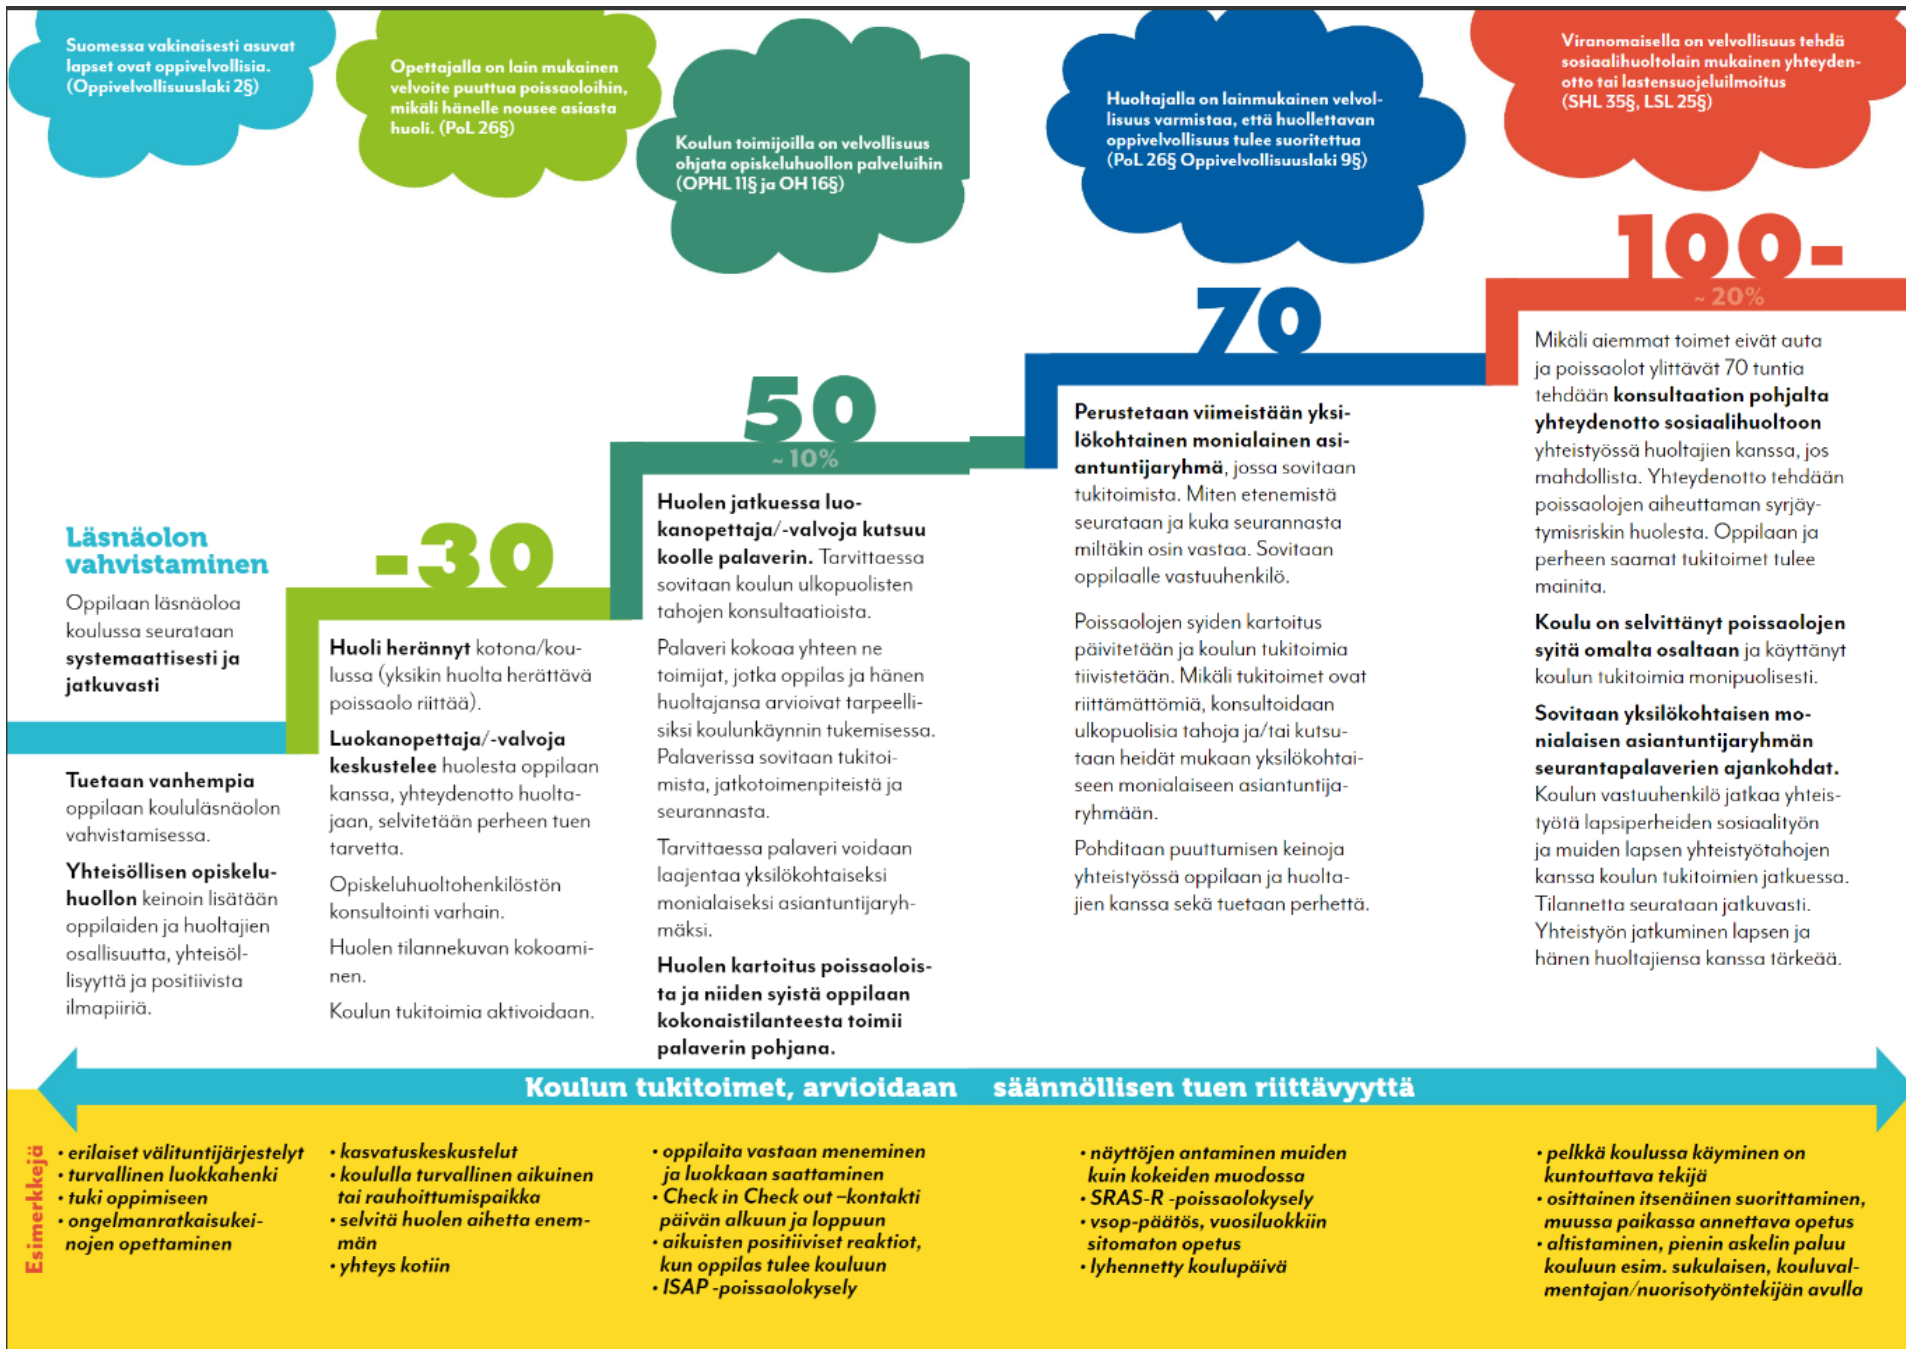 Suomessa vakinaisesti asuvat
lapset ovat oppivelvollisia.
(Oppivelvollisuuslaki 2§)
Opettajalla on lain mukainen
velvoite puuttua poissaoloihin,
mikäli hänelle nousee asiasta
huoli. (PoL 26§)
Koulun toimijoilla on velvollisuus
ohjata opiskeluhuollon palveluihin
(OPHL 11§ ja OH 16§)
Huoltajalla on lainmukainen velvol-
lisuus varmistaa, että huollettavan
oppivelvollisuus tulee suoritettua
(PoL 26§ Oppivelvollisuuslaki 9§)
Viranomaisella on velvollisuus tehdä
sosiaalihuoltolain mukainen yhteyden-
otto tai lastensuojeluilmoitus
(SHL 35§, LSL 25§)
Läsnäolon
vahvistaminen
Oppilaan läsnäoloa
koulussa seurataan
systemaattisesti ja
jatkuvasti
Tuetaan vanhempia
oppilaan koululäsnäolon
vahvistamisessa.
Yhteisöllisen opiskelu-
huollon keinoin lisätään
oppilaiden ja huoltajien
osallisuutta, yhteisöl-
lisyyttä ja positiivista
ilmapiiriä.
-30
Huoli herännyt kotona/kou-
lussa (yksikin huolta herättävä
poissaolo riittää).
Luokanopettaja/-valvoja
keskustelee huolesta oppilaan
kanssa, yhteydenotto huolta-
jaan, selvitetään perheen tuen
tarvetta.
Opiskeluhuoltohenkilöstön
konsultointi varhain.
Huolen tilannekuvan kokoami-
nen.
Koulun tukitoimia aktivoidaan.
50
~ 10%
Huolen jatkuessa luo-
kanopettaja/-valvoja kutsuu
koolle palaverin. Tarvittaessa
sovitaan koulun ulkopuolisten
tahojen konsultaatioista.
Palaveri kokoaa yhteen ne
toimijat, jotka oppilas ja hänen
huoltajansa arvioivat tarpeelli-
siksi koulunkäynnin tukemisessa.
Palaverissa sovitaan tukitoi-
mista, jatkotoimenpiteistä ja
seurannasta.
Tarvittaessa palaveri voidaan
laajentaa yksilökohtaiseksi
monialaiseksi asiantuntijaryh-
mäksi.
Huolen kartoitus poissaolois-
ta ja niiden syistä oppilaan
kokonaistilanteesta toimii
palaverin pohjana.
70
Perustetaan viimeistään yksi-
lökohtainen monialainen asi-
antuntijaryhmä, jossa sovitaan
tukitoimista. Miten etenemistä
seurataan ja kuka seurannasta
miltäkin osin vastaa. Sovitaan
oppilaalle vastuuhenkilö.
Poissaolojen syiden kartoitus
päivitetään ja koulun tukitoimia
tiivistetään. Mikäli tukitoimet ovat
riittämättömiä, konsultoidaan
ulkopuolisia tahoja ja/tai kutsu-
taan heidät mukaan yksilökohtai-
seen monialaiseen asiantuntija-
ryhmään.
Pohditaan puuttumisen keinoja
yhteistyössä oppilaan ja huolta-
jien kanssa sekä tuetaan perhettä.
100-
~ 20%
Mikäli aiemmat toimet eivät auta
ja poissaolot ylittävät 70 tuntia
tehdään konsultaation pohjalta
yhteydenotto sosiaalihuoltoon
yhteistyössä huoltajien kanssa, jos
mahdollista. Yhteydenotto tehdään
poissaolojen aiheuttaman syrjäy-
tymisriskin huolesta. Oppilaan ja
perheen saamat tukitoimet tulee
mainita.
Koulu on selvittänyt poissaolojen
syitä omalta osaltaan ja käyttänyt
koulun tukitoimia monipuolisesti.
Sovitaan yksilökohtaisen mo-
nialaisen asiantuntijaryhmän
seurantapalaverien ajankohdat.
Koulun vastuuhenkilö jatkaa yhteis-
työtä lapsiperheiden sosiaalityön
ja muiden lapsen yhteistyötahojen
kanssa koulun tukitoimien jatkuessa.
Tilannetta seurataan jatkuvasti.
Yhteistyön jatkuminen lapsen ja
hänen huoltajiensa kanssa tärkeää.
Koulun tukitoimet, arvioidaan säännöllisen tuen riittävyyttä
Esimerkkejä
• erilaiset välituntijärjestelyt
• turvallinen luokkahenki
• tuki oppimiseen
• ongelmanratkaisukei-
nojen opettaminen
• kasvatuskeskustelut
• koululla turvallinen aikuinen
tai rauhoittumispaikka
• selvitä huolen aihetta enem-
män
• yhteys kotiin
• oppilaita vastaan meneminen
ja luokkaan saattaminen
• Check in Check out –kontakti
päivän alkuun ja loppuun
• aikuisten positiiviset reaktiot,
kun oppilas tulee kouluun
• ISAP -poissaolokysely
• näyttöjen antaminen muiden
kuin kokeiden muodossa
• SRAS-R -poissaolokysely
• vsop-päätös, vuosiluokkiin
sitomaton opetus
• lyhennetty koulupäivä
• pelkkä koulussa käyminen on
kuntouttava tekijä
• osittainen itsenäinen suorittaminen,
muussa paikassa annettava opetus
• altistaminen, pienin askelin paluu
kouluun esim. sukulaisen, kouluval-
mentajan/nuorisotyöntekijän avulla